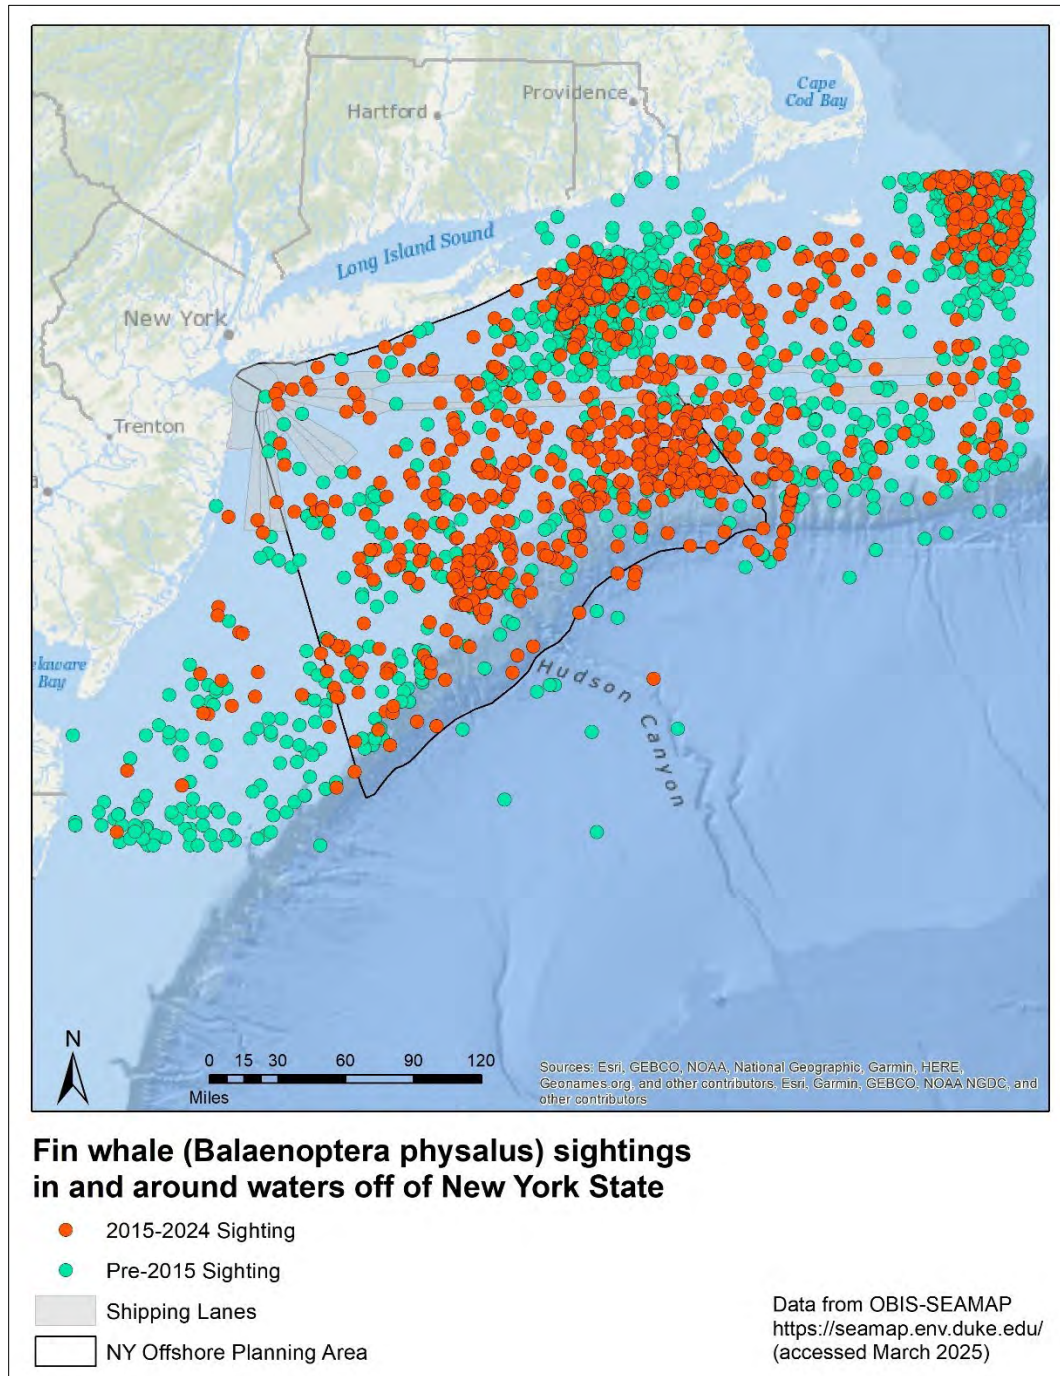 Cape
Cod Bay
Providence
Hartford
Long Island Sound
New York
Trenton
a
elaware
Bay
Hudson Canyon
N
0 15 30 60 90 120
Miles
Sources: Esri, GEBCO, NOAA, National Geographic, Garmin, HERE,
Geonames.org, and other contributors, Esri, Garmin, GEBCO, NOAA NGDC, and
other contributors
Fin whale (Balaenoptera physalus) sightings
in and around waters off of New York State
2015-2024 Sighting
Pre-2015 Sighting
Shipping Lanes
NY Offshore Planning Area
Data from OBIS-SEAMAP
https://seamap.env.duke.edu/
(accessed March 2025)